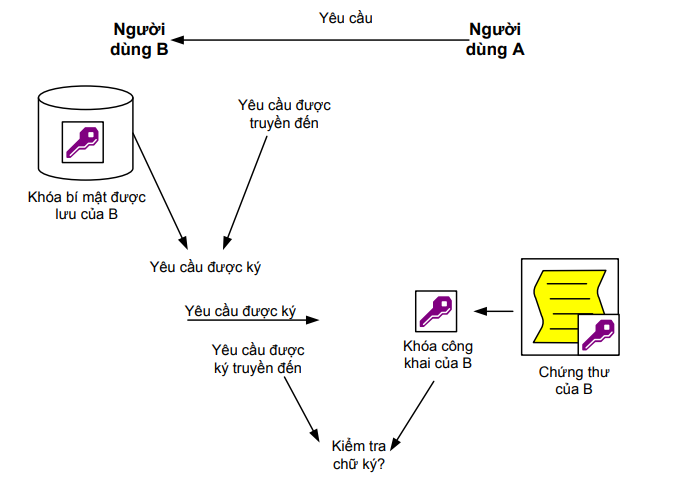 Yêu cầu
Người
dùng B
Người
dùng A
Yêu cầu được
truyền đến
Khóa bí mật được
lưu của B
Yêu cầu được ký
Yêu cầu được ký
Yêu cầu được
ký truyền đến
Khóa công
khai của B
Chứng thư
của B
Kiểm tra
chữ ký?